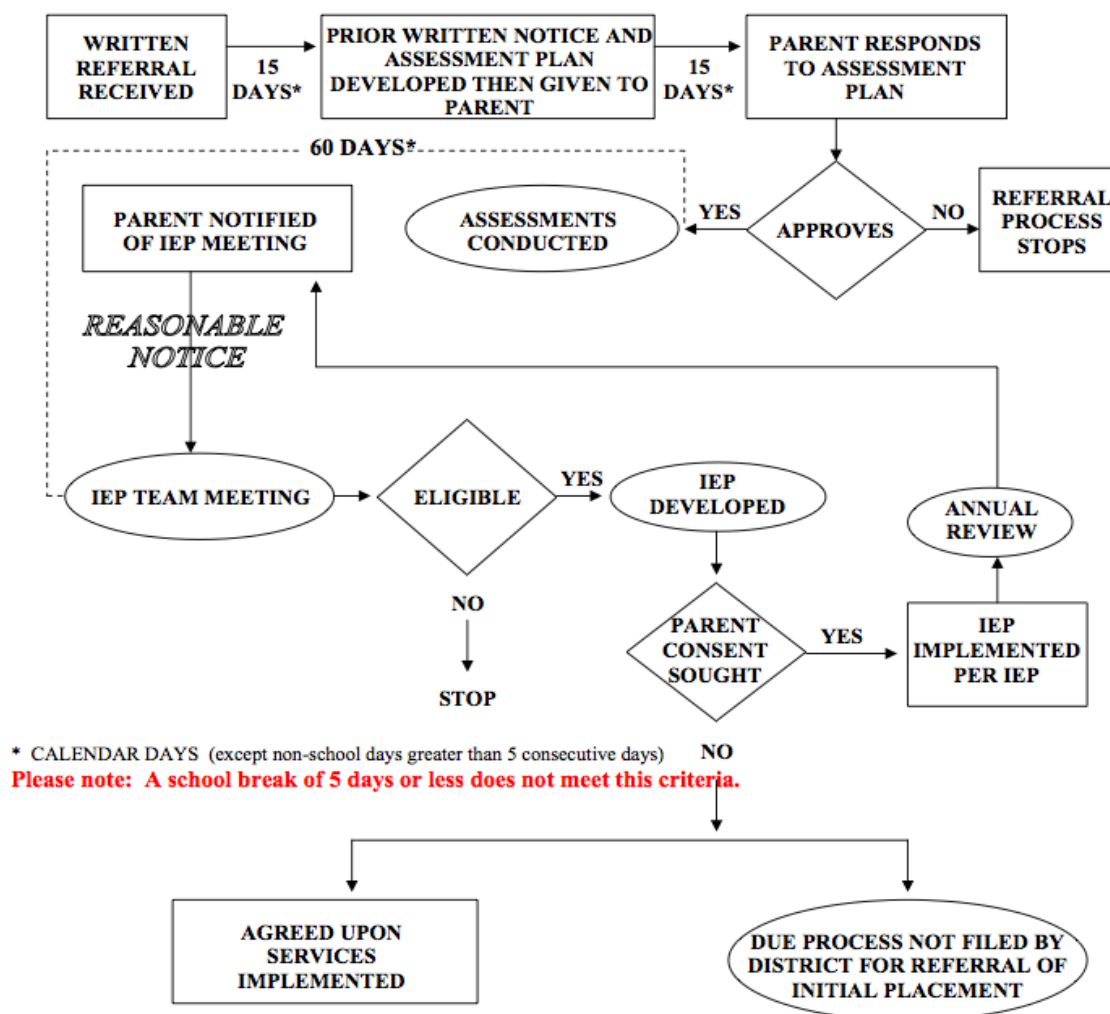 WRITTEN
REFERRAL
RECEIVED
15
DAYS*
PRIOR WRITTEN NOTICE AND
ASSESSMENT PLAN
DEVELOPED THEN GIVEN TO
PARENT
15
DAYS*
PARENT RESPONDS
TO ASSESSMENT
PLAN
60 DAYS*
PARENT NOTIFIED
OF IEP MEETING
ASSESSMENTS
CONDUCTED
YES
APPROVES
NO
REFERRAL
PROCESS
STOPS
REASONABLE
NOTICE
IEP TEAM MEETING
ELIGIBLE
YES
IEP
DEVELOPED
ANNUAL
REVIEW
NO
STOP
PARENT
CONSENT
SOUGHT
YES
IEP
IMPLEMENTED
PER IEP
* CALENDAR DAYS (except non-school days greater than 5 consecutive days)
NO
Please note: A school break of 5 days or less does not meet this criteria.
AGREED UPON
SERVICES
IMPLEMENTED
DUE PROCESS NOT FILED BY
DISTRICT FOR REFERRAL OF
INITIAL PLACEMENT